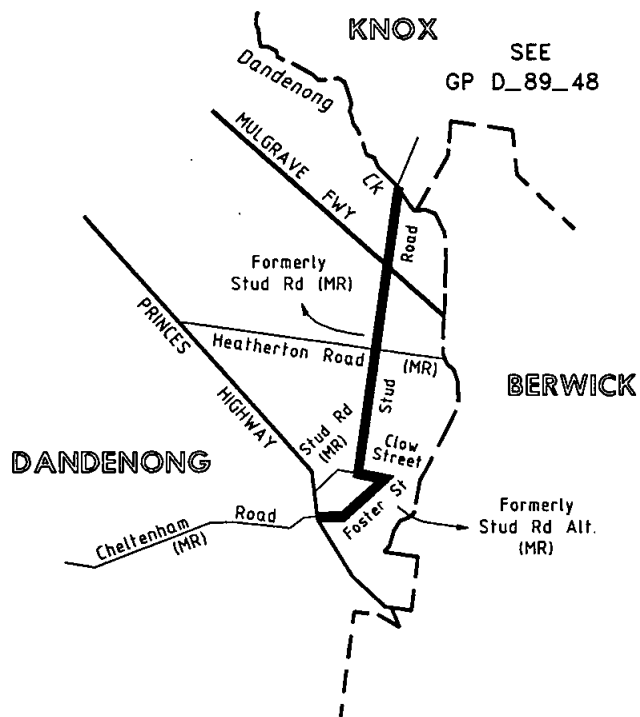 KNOX
SEE
GP D_89_48
Dandenong
Ck
MULGRAVE
FWY
Road
Formerly
Stud Rd (MR)
PRINCES
HIGHWAY
Heatherton Road (MR)
Stud
BERWICK
Stud Rd
(MR)
Clow
Street
DANDENONG
Foster St
Formerly
Stud Rd Alt.
(MR)
Cheltenham Road
(MR)